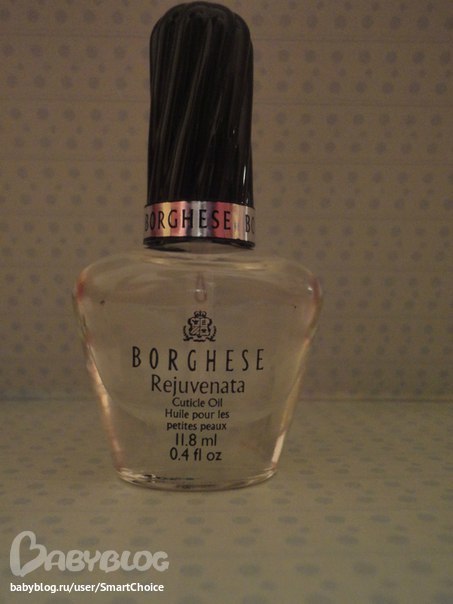 BORGHESE BO
BORGHESE
Rejuvenata
Cuticle Oil
Huile pour les
petites peaux
11.8 ml
0.4 fl oz
BABYBLOG
babyblog.ru/user/SmartChoice